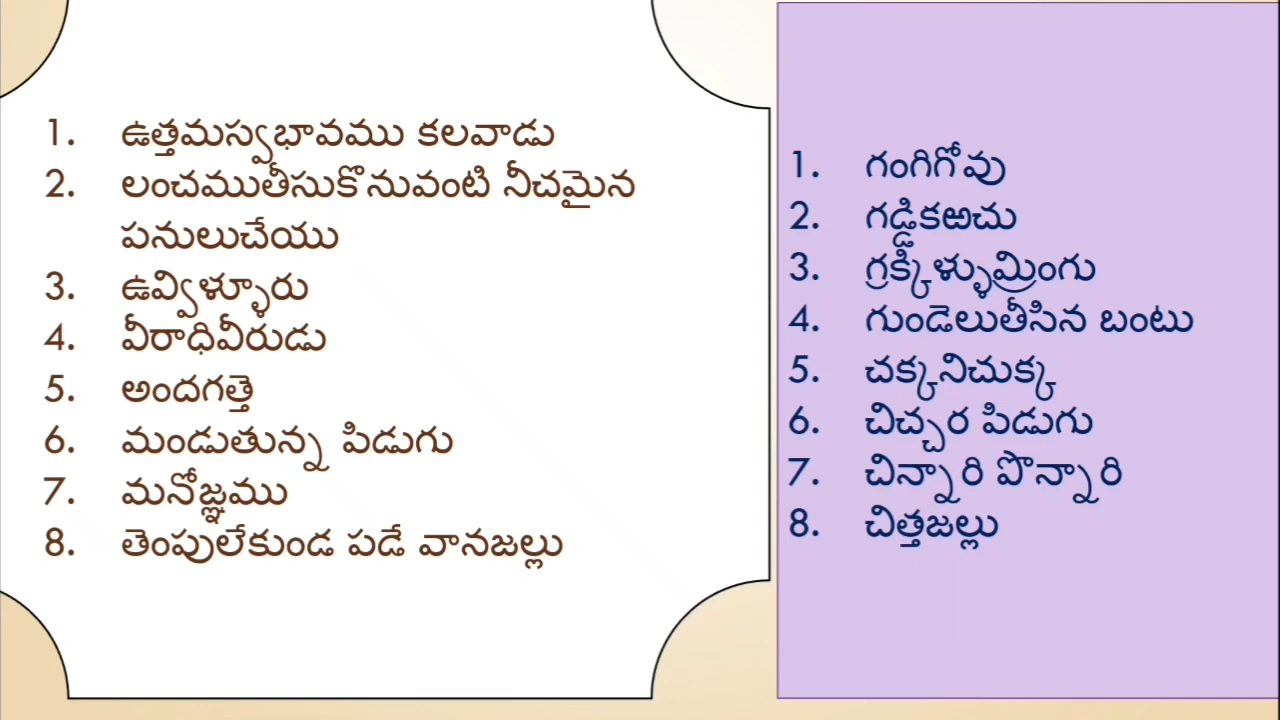 1. ఉత్తమస్వభావము కలవాడు
2. లంచముతీసుకొనువంటి నీచమైన
పనులుచేయు
3. ఉవ్విళ్ళూరు
4. వీరాధివీరుడు
5. అందగత్తె
6. మండుతున్న పిడుగు
7. మనోజ్ఞము
8. తెంపులేకుండ పడే వానజల్లు
1. గంగిగోవు
2. గడ్డికఱచు
3. గ్రక్కిళ్ళుమ్రింగు
4. గుండెలుతీసిన బంటు
5. చక్కనిచుక్క
6. చిచ్చర పిడుగు
7. చిన్నారి పొన్నారి
8. చిత్తజల్లు